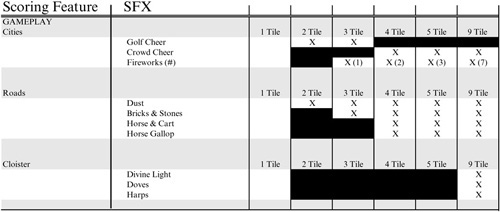 Scoring Feature SFX
GAMEPLAY
Cities 1 Tile 2 Tile 3 Tile 4 Tile 5 Tile 9 Tile
Golf Cheer X X
Crowd Cheer X X X
Fireworks (#) X (1) X (2) X (3) X (7)
Roads 1 Tile 2 Tile 3 Tile 4 Tile 5 Tile 9 Tile
Dust X X X X X
Bricks & Stones X X X X
Horse & Cart X X X
Horse Gallop X X X
Cloister 1 Tile 2 Tile 3 Tile 4 Tile 5 Tile 9 Tile
Divine Light X
Doves X
Harps X